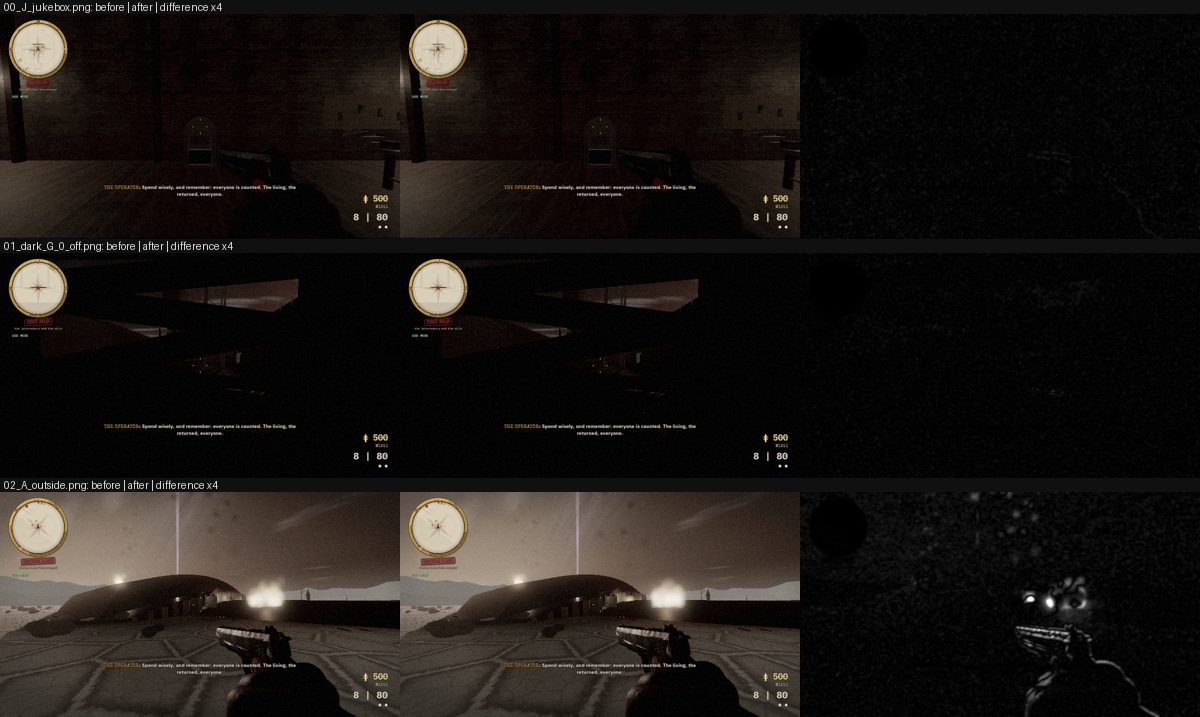 00_J_jukebox.png: before | after | difference x4
THE OPERATOR: Spend wisely, and remember: everyone is counted. The living, the
returned, everyone.
500
8 | 80
THE OPERATOR: Spend wisely, and remember: everyone is counted. The living, the
returned, everyone.
500
8 | 80
01_dark_G_0_off.png: before | after | difference x4
THE OPERATOR: Spend wisely, and remember: everyone is counted. The living, the
returned, everyone.
500
8 | 80
THE OPERATOR: Spend wisely, and remember: everyone is counted. The living, the
returned, everyone.
500
8 | 80
02_A_outside.png: before | after | difference x4
THE OPERATOR: Spend wisely, and remember: everyone is counted. The living, the
returned, everyone.
500
8 | 80
THE OPERATOR: Spend wisely, and remember: everyone is counted. The living, the
returned, everyone.
500
8 | 80